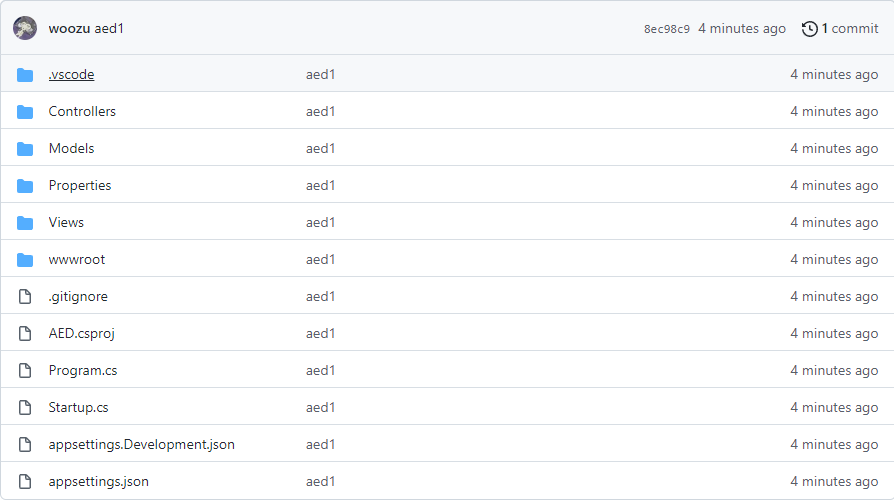 woozu aed1 8ec98c9 4 minutes ago 1 commit
.vscode aed1 4 minutes ago
Controllers aed1 4 minutes ago
Models aed1 4 minutes ago
Properties aed1 4 minutes ago
Views aed1 4 minutes ago
wwwroot aed1 4 minutes ago
.gitignore aed1 4 minutes ago
AED.csproj aed1 4 minutes ago
Program.cs aed1 4 minutes ago
Startup.cs aed1 4 minutes ago
appsettings.Development.json aed1 4 minutes ago
appsettings.json aed1 4 minutes ago